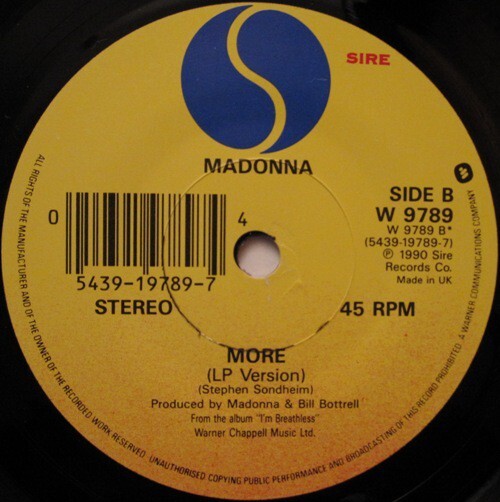 SIRE
MADONNA
SIDE B
W 9789
W 9789 B*
(5439-19789-7)
℗ 1990 Sire
Records Co.
Made in UK
0
4
5439-19789-7
STEREO
45 RPM
MORE
(LP Version)
(Stephen Sondheim)
Produced by Madonna & Bill Bottrell
From the album "I'm Breathless"
Warner Chappell Music Ltd.
ALL RIGHTS OF THE MANUFACTURER AND OF THE OWNER OF THE RECORDED WORK RESERVED. UNAUTHORISED COPYING PUBLIC PERFORMANCE AND BROADCASTING OF THIS RECORD PROHIBITED. A WARNER COMMUNICATIONS COMPANY